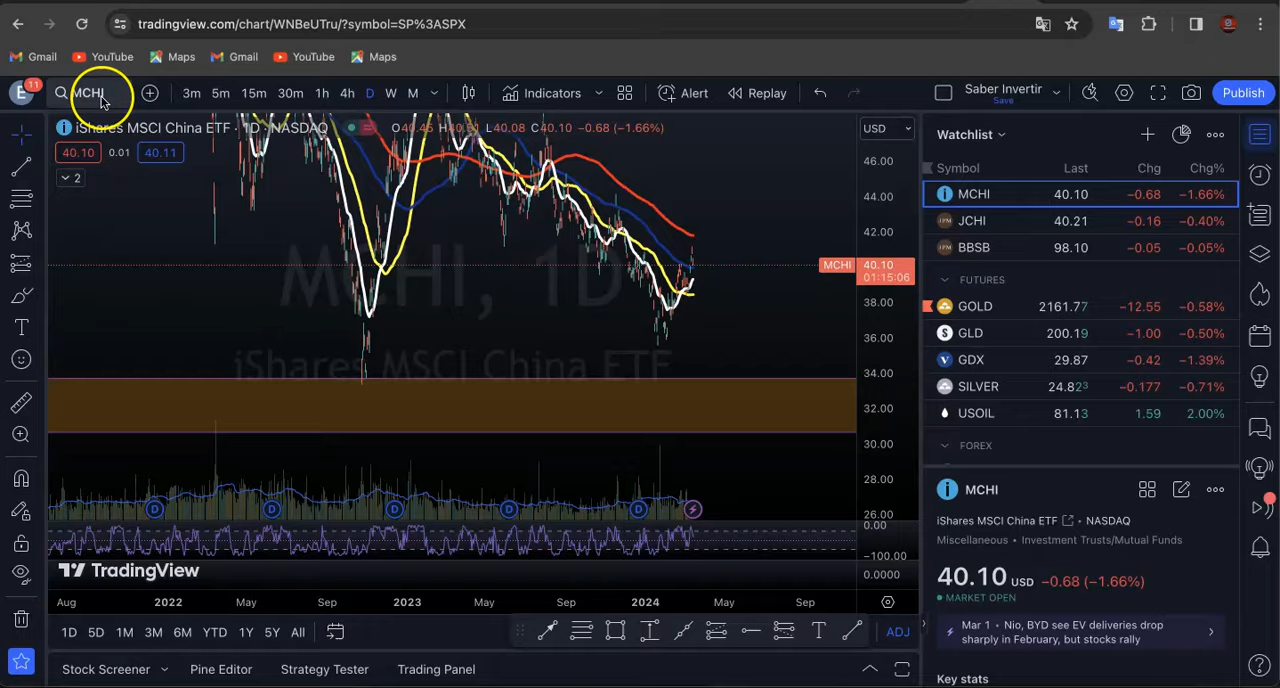 tradingview.com/chart/WNBeUTru/?symbol=SP%3ASPX
Gmail YouTube Maps Gmail YouTube Maps
E 11 MCHI 3m 5m 15m 30m 1h 4h D W M Indicators Alert Replay Saber Invertir Save Publish
iShares MSCI China ETF · 1D · NASDAQ L40.08 C40.10 −0.68 (−1.66%) USD
40.10 0.01 40.11
2
46.00
44.00
42.00
MCHI 40.10
01:15:06
38.00
36.00
34.00
32.00
30.00
28.00
26.00
0.00
−100.00
0.0000
MCHI, 1D
iShares MSCI China ETF
D D D D D
TradingView
Aug 2022 May Sep 2023 May Sep 2024 May Sep
1D 5D 1M 3M 6M YTD 1Y 5Y All ADJ
Stock Screener Pine Editor Strategy Tester Trading Panel
Watchlist
Symbol Last Chg Chg%
MCHI 40.10 −0.68 −1.66%
JCHI 40.21 −0.16 −0.40%
BBSB 98.10 −0.05 −0.05%
FUTURES
GOLD 2161.77 −12.55 −0.58%
GLD 200.19 −1.00 −0.50%
GDX 29.87 −0.42 −1.39%
SILVER 24.823 −0.177 −0.71%
USOIL 81.13 1.59 2.00%
FOREX
MCHI
iShares MSCI China ETF · NASDAQ
Miscellaneous · Investment Trusts/Mutual Funds
40.10 USD −0.68 (−1.66%)
MARKET OPEN
Mar 1 · Nio, BYD see EV deliveries drop
sharply in February, but stocks rally
Key stats